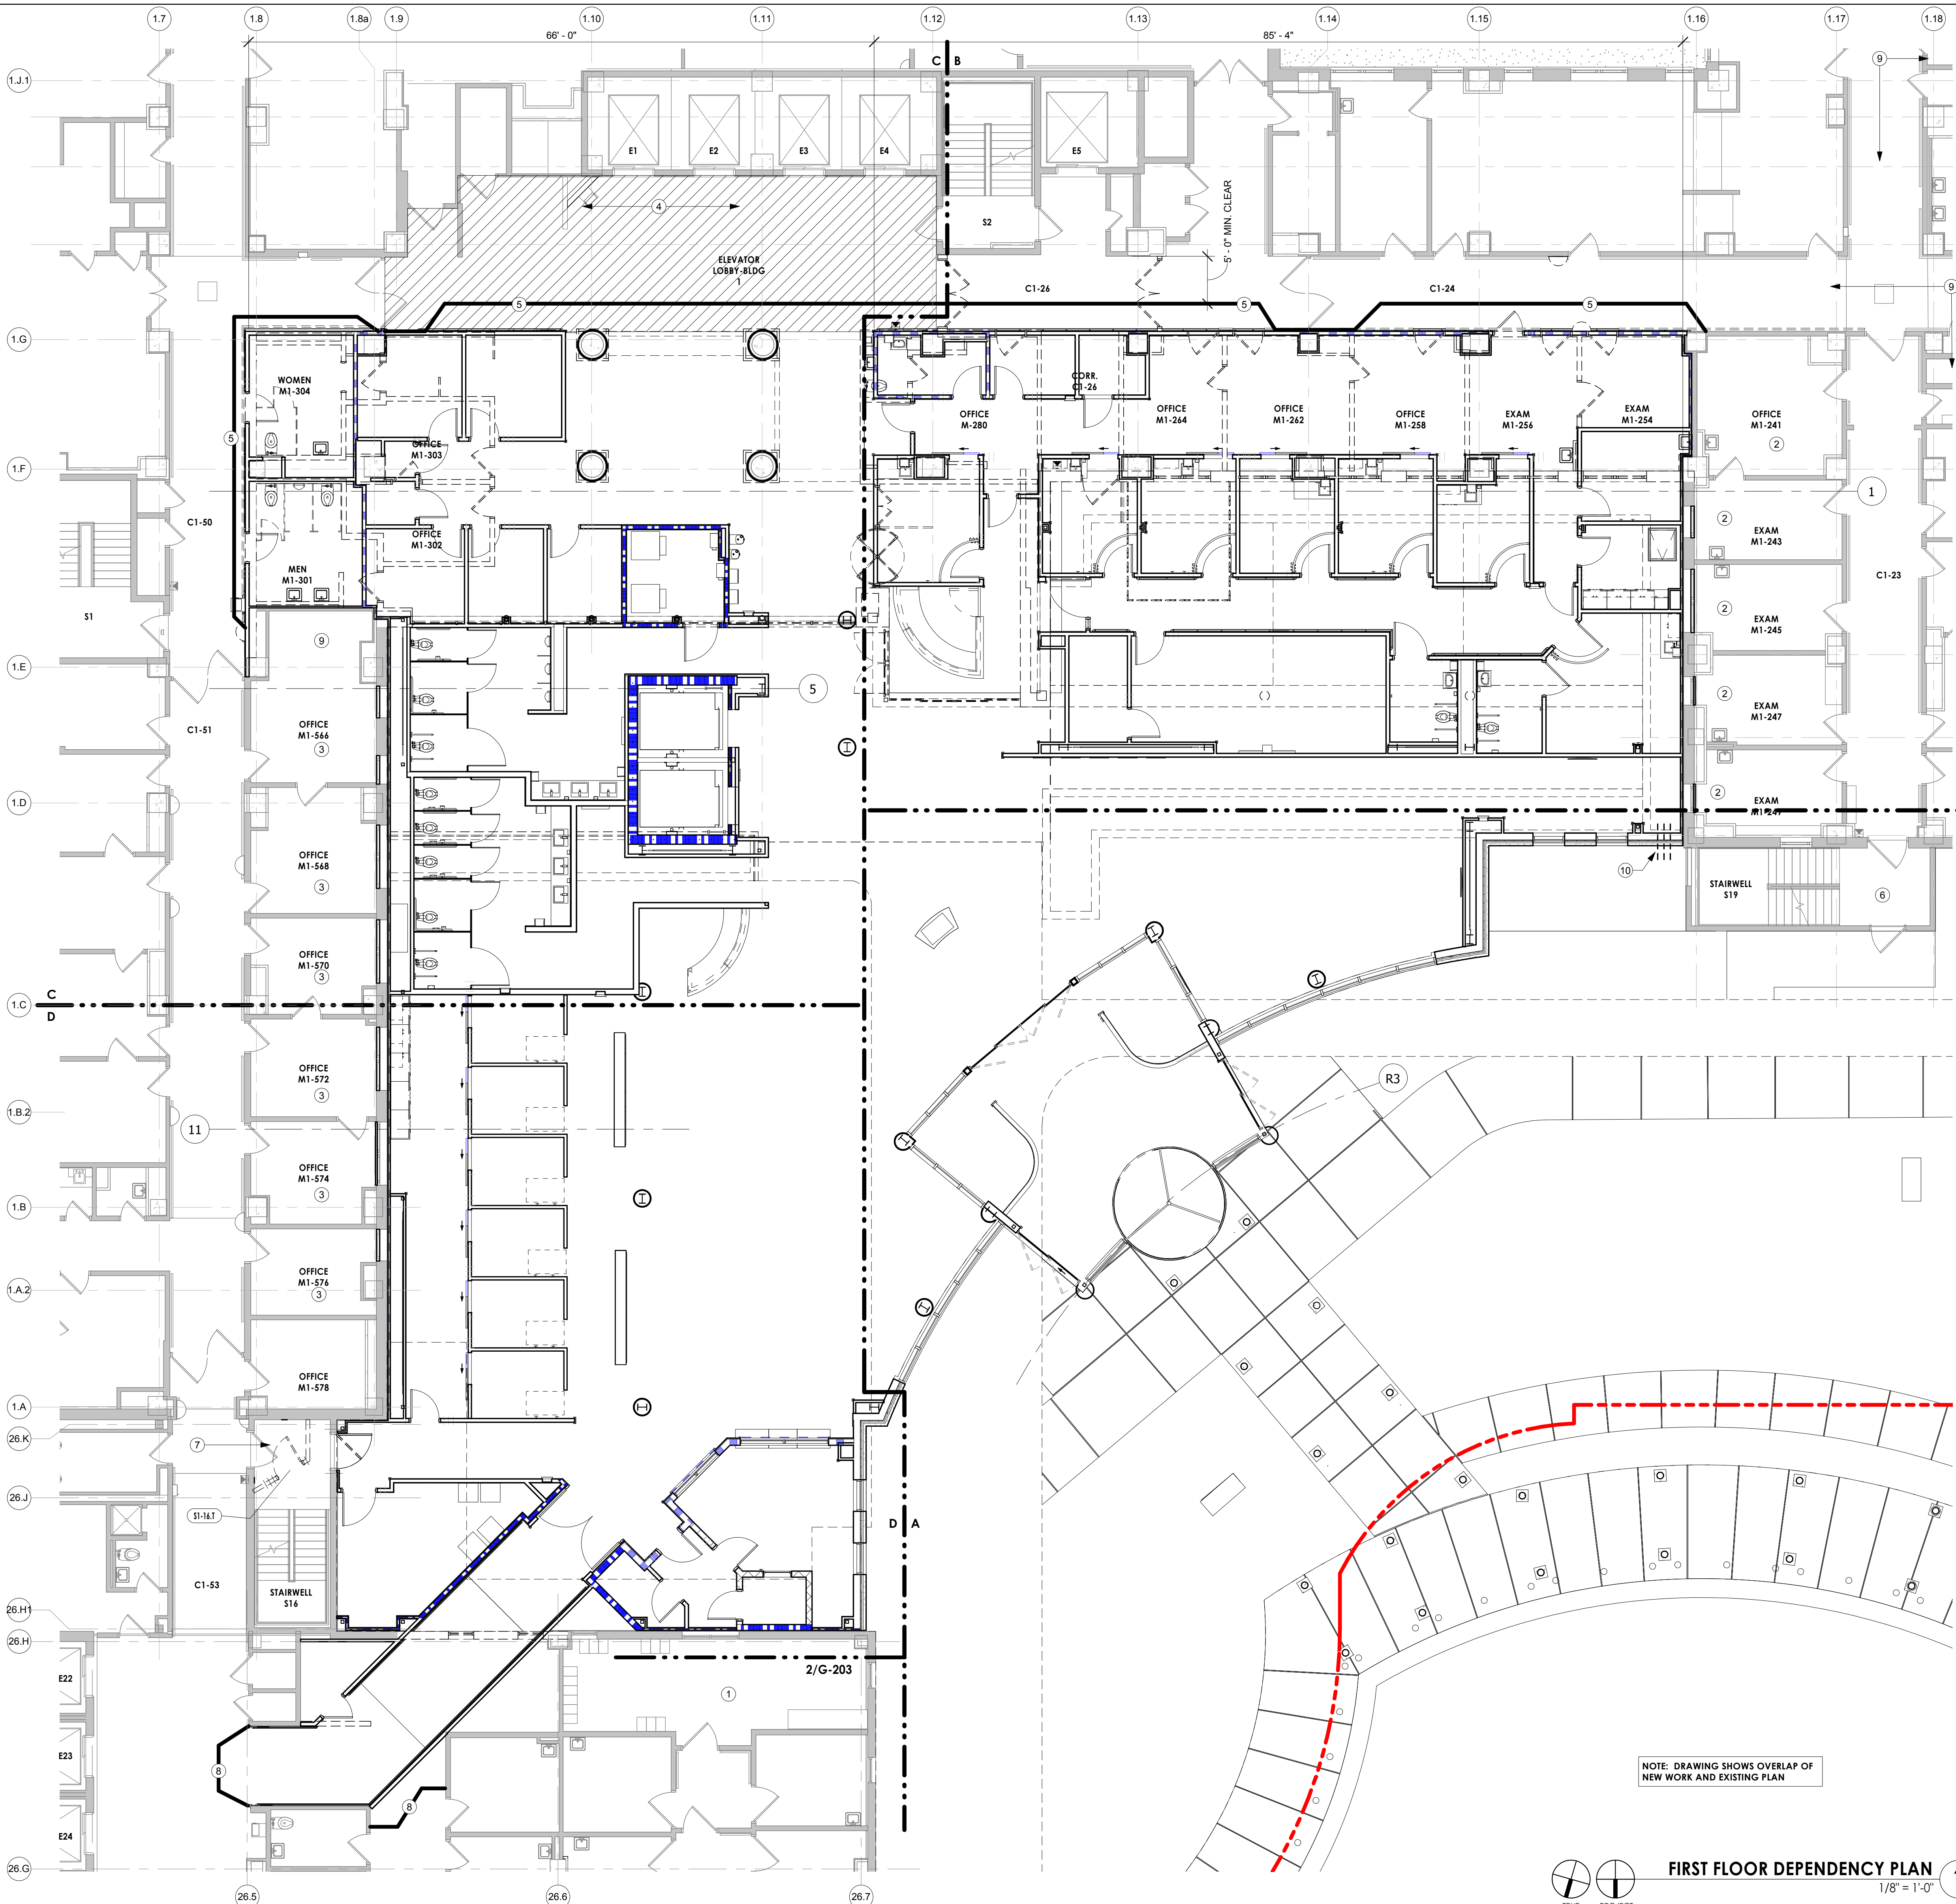 1.7
1.8
1.8a
1.9
1.10
1.11
1.12
1.13
1.14
1.15
1.16
1.17
1.18
66' - 0"
85' - 4"
C
B
9
1.J.1
E1
E2
E3
E4
E5
S2
4
5' - 0" MIN. CLEAR
ELEVATOR
LOBBY-BLDG
1
C1-26
C1-24
9
5
5
5
1.G
WOMEN
M1-304
CORR.
C1-26
OFFICE
M-280
OFFICE
M1-264
OFFICE
M1-262
OFFICE
M1-258
EXAM
M1-256
EXAM
M1-254
OFFICE
M1-241
2
5
OFFICE
M1-303
1.F
1
C1-50
OFFICE
M1-302
2
EXAM
M1-243
MEN
M1-301
C1-23
S1
2
EXAM
M1-245
9
1.E
5
2
EXAM
M1-247
C1-51
OFFICE
M1-566
3
2
EXAM
M1-247
1.D
OFFICE
M1-568
3
10
STAIRWELL
S19
6
OFFICE
M1-570
3
C
1.C
D
OFFICE
M1-572
3
R3
1.B.2
11
OFFICE
M1-574
3
1.B
OFFICE
M1-576
3
1.A.2
OFFICE
M1-578
1.A
26.K
7
26.J
S1-16.T
D
A
C1-53
STAIRWELL
S16
26.H1
26.H
2/G-203
E22
1
E23
8
8
NOTE: DRAWING SHOWS OVERLAP OF
NEW WORK AND EXISTING PLAN
E24
26.G
FIRST FLOOR DEPENDENCY PLAN
1/8" = 1'-0"
26.5
26.6
26.7